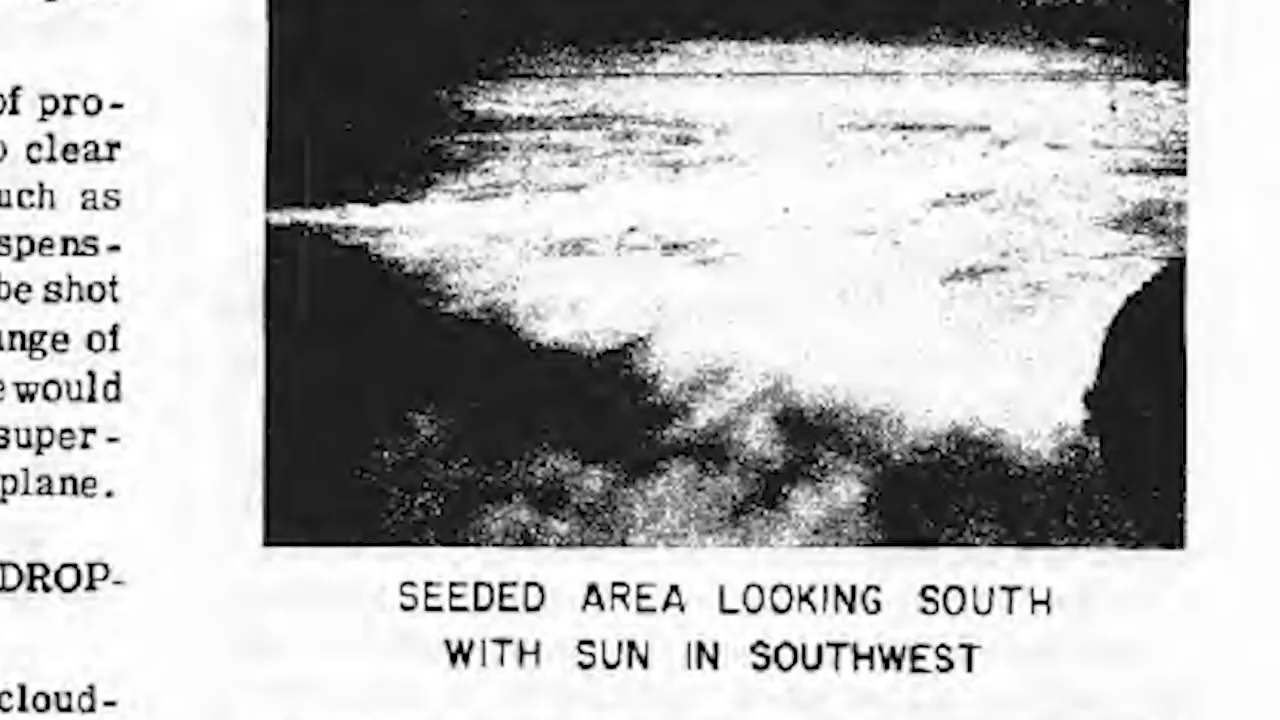 of pro-
clear
uch as
spens-
be shot
nge of
would
super-
plane.
DROP-
cloud-
SEEDED AREA LOOKING SOUTH
WITH SUN IN SOUTHWEST